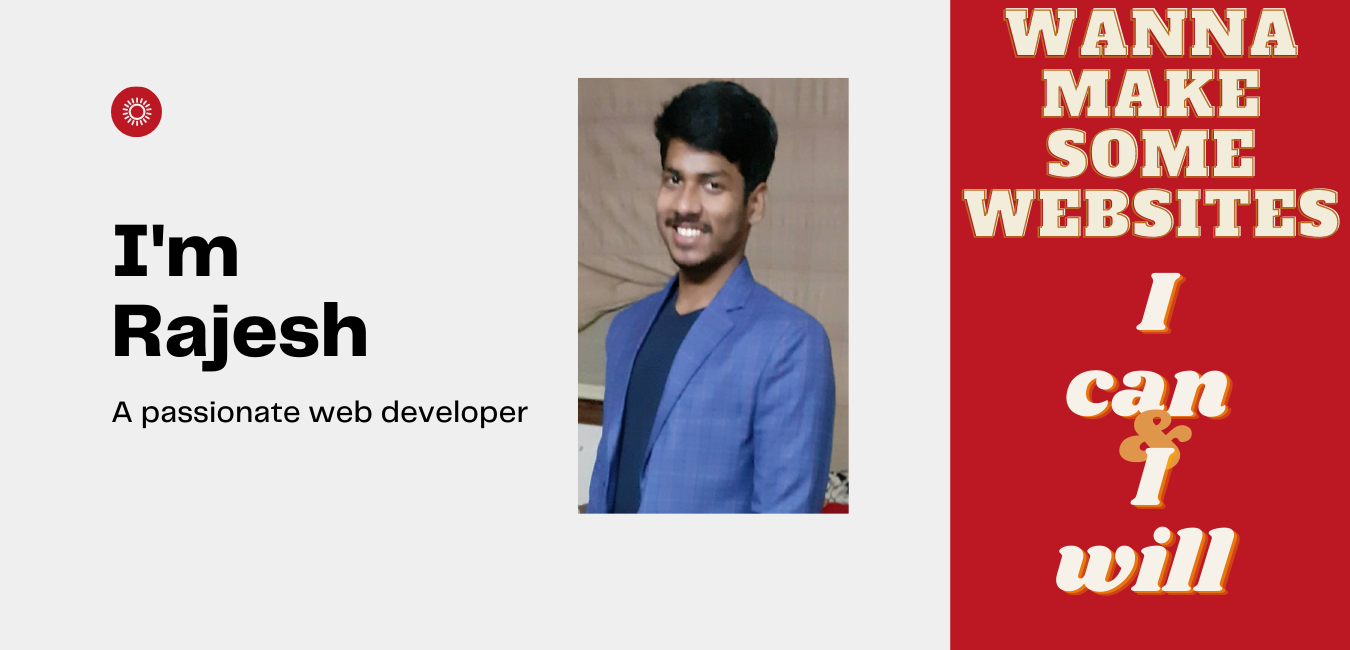 I'm
Rajesh
A passionate web developer
WANNA
MAKE
SOME
WEBSITES
I
can
&
I
will